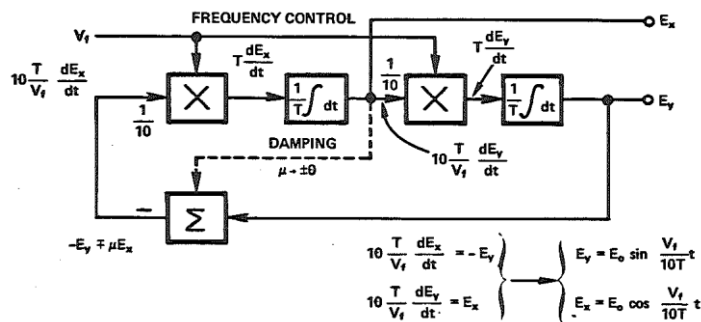 FREQUENCY CONTROL
V_f
E_x
10 T/V_f dE_x/dt
T dE_x/dt
T dE_y/dt
1/10
X
1/T ∫ dt
1/10
X
1/T ∫ dt
E_y
DAMPING
μ → ±0
10 T/V_f dE_y/dt
−
Σ
-E_y ∓ μE_x
10 T/V_f dE_x/dt = -E_y } → { E_y = E_o sin V_f/10T t
10 T/V_f dE_y/dt = E_x } { E_x = E_o cos V_f/10T t